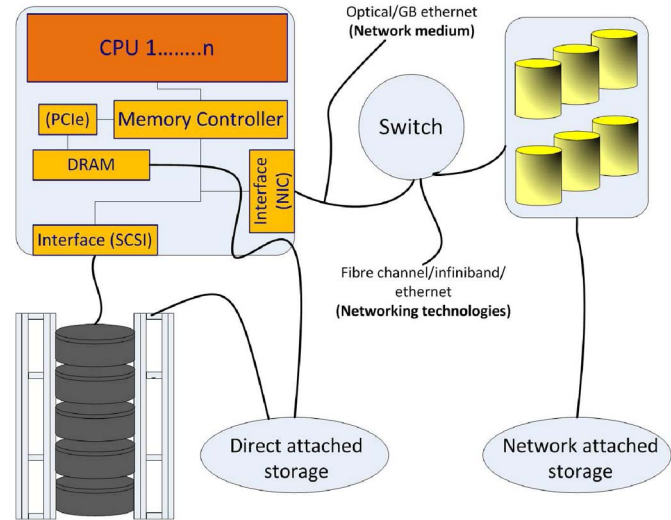 Optical/GB ethernet
(Network medium)
CPU 1........n
(PCIe)
Memory Controller
Switch
DRAM
Interface
(NIC)
Interface (SCSI)
Fibre channel/infiniband/
ethernet
(Networking technologies)
Direct attached
storage
Network attached
storage